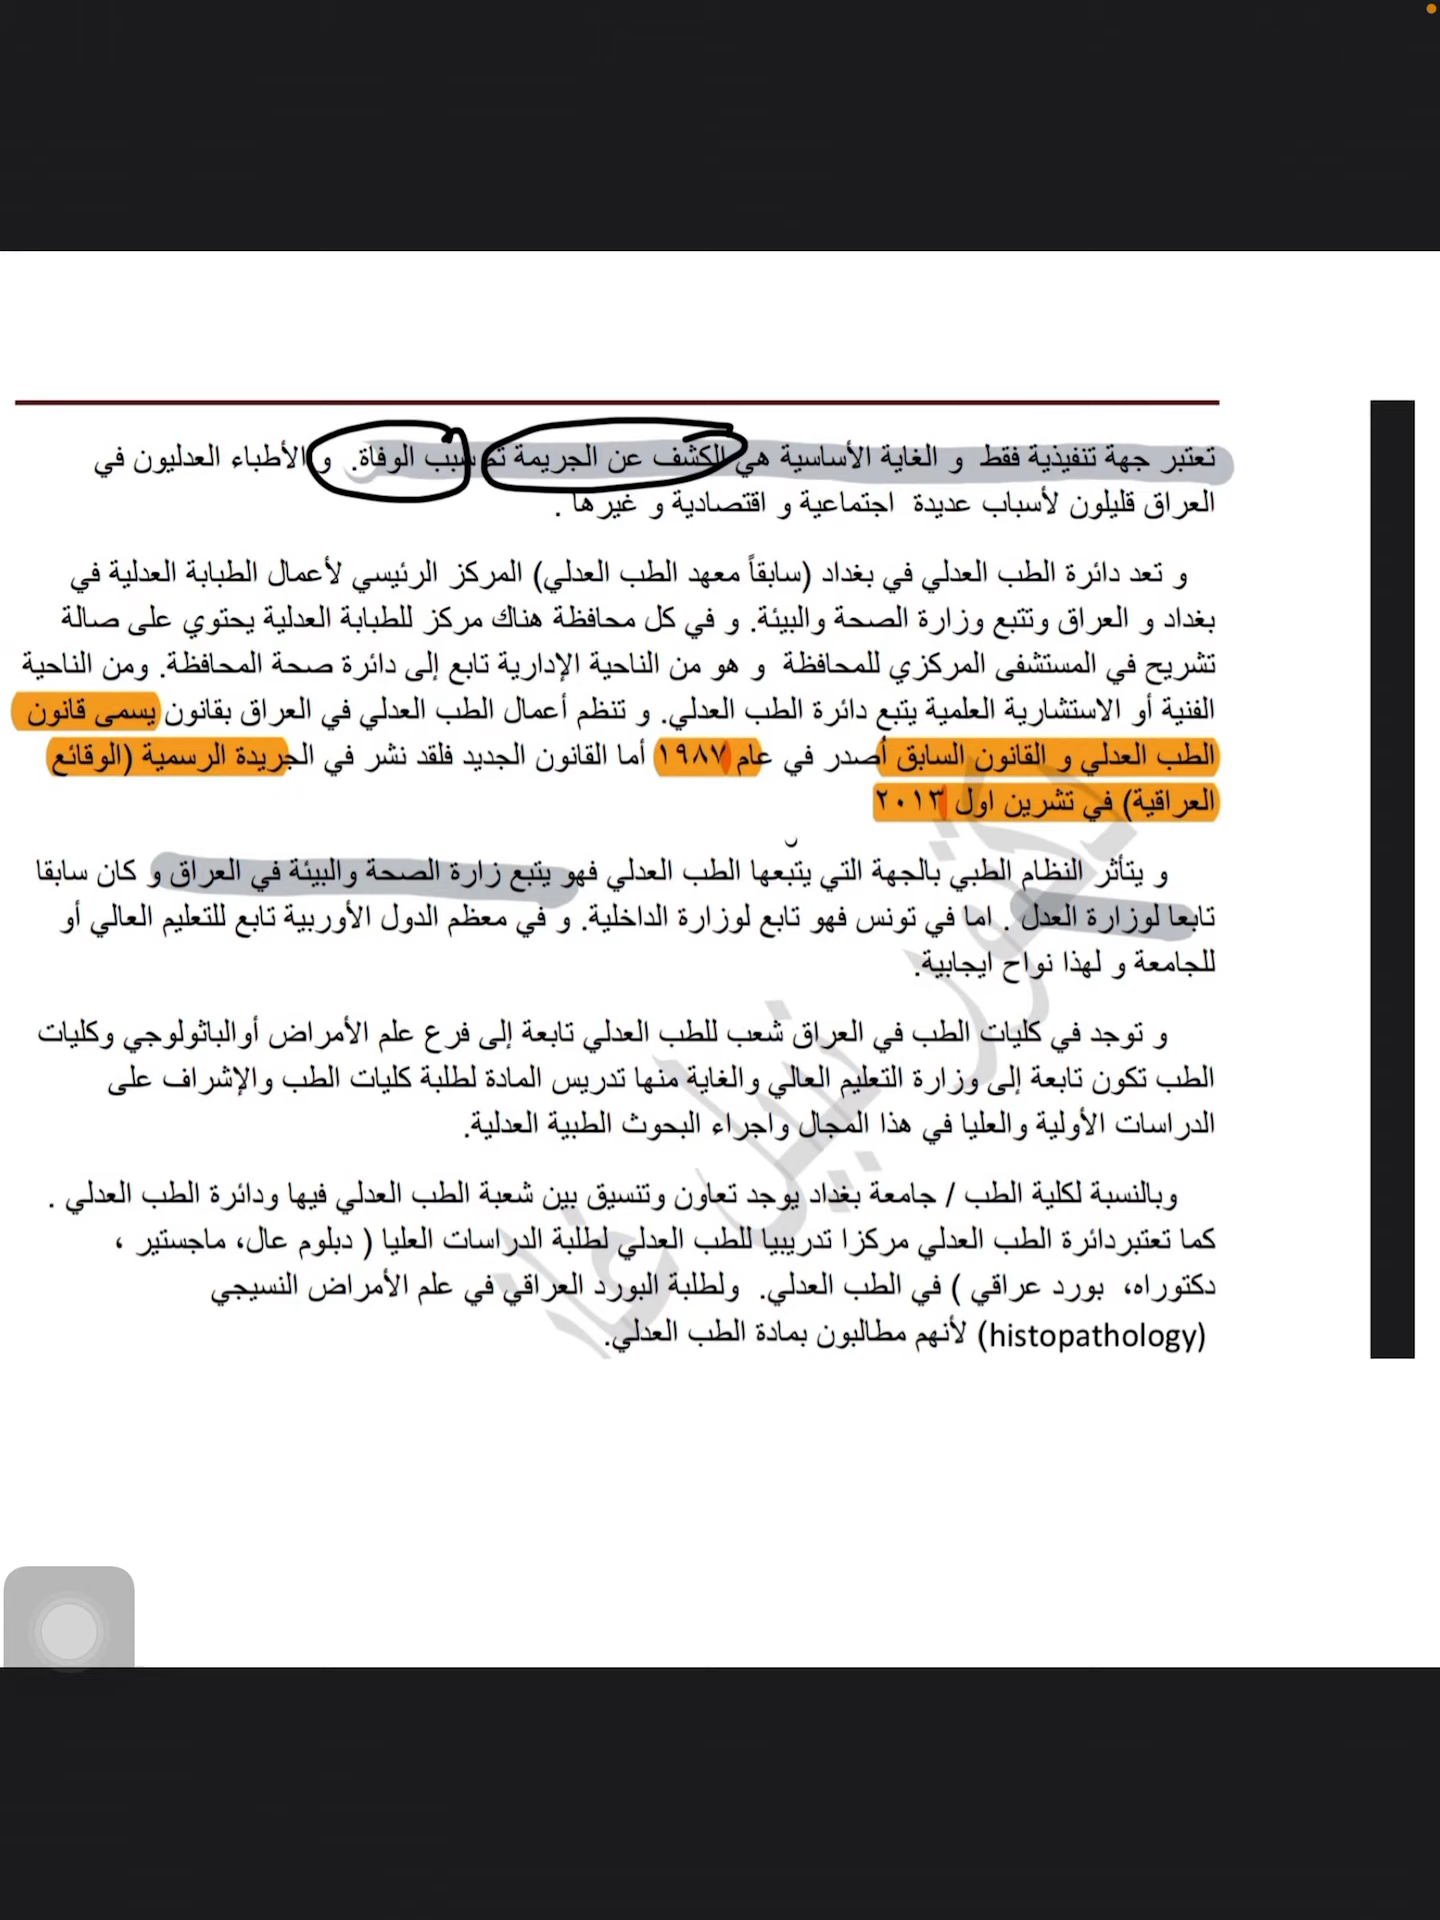 تعتبر جهة تنفيذية فقط و الغاية الأساسية هي الكشف عن الجريمة ثم سبب الوفاة. و الأطباء العدليون في
العراق قليلون لأسباب عديدة اجتماعية و اقتصادية و غيرها .
و تعد دائرة الطب العدلي في بغداد (سابقاً معهد الطب العدلي) المركز الرئيسي لأعمال الطبابة العدلية في
بغداد و العراق وتتبع وزارة الصحة والبيئة. و في كل محافظة هناك مركز للطبابة العدلية يحتوي على صالة
تشريح في المستشفى المركزي للمحافظة و هو من الناحية الإدارية تابع إلى دائرة صحة المحافظة. ومن الناحية
الفنية أو الاستشارية العلمية يتبع دائرة الطب العدلي. و تنظم أعمال الطب العدلي في العراق بقانون يسمى قانون
الطب العدلي و القانون السابق أصدر في عام ١٩٨٧ أما القانون الجديد فلقد نشر في الجريدة الرسمية (الوقائع
العراقية) في تشرين اول ٢٠١٣
و يتأثر النظام الطبي بالجهة التي يتبعها الطب العدلي فهو يتبع زارة الصحة والبيئة في العراق و كان سابقا
تابعا لوزارة العدل . اما في تونس فهو تابع لوزارة الداخلية. و في معظم الدول الأوربية تابع للتعليم العالي أو
للجامعة و لهذا نواح ايجابية.
و توجد في كليات الطب في العراق شعب للطب العدلي تابعة إلى فرع علم الأمراض أوالباثولوجي وكليات
الطب تكون تابعة إلى وزارة التعليم العالي والغاية منها تدريس المادة لطلبة كليات الطب والإشراف على
الدراسات الأولية والعليا في هذا المجال واجراء البحوث الطبية العدلية.
وبالنسبة لكلية الطب / جامعة بغداد يوجد تعاون وتنسيق بين شعبة الطب العدلي فيها ودائرة الطب العدلي .
كما تعتبردائرة الطب العدلي مركزا تدريبيا للطب العدلي لطلبة الدراسات العليا ( دبلوم عال، ماجستير ،
دكتوراه، بورد عراقي ) في الطب العدلي. ولطلبة البورد العراقي في علم الأمراض النسيجي
(histopathology) لأنهم مطالبون بمادة الطب العدلي.